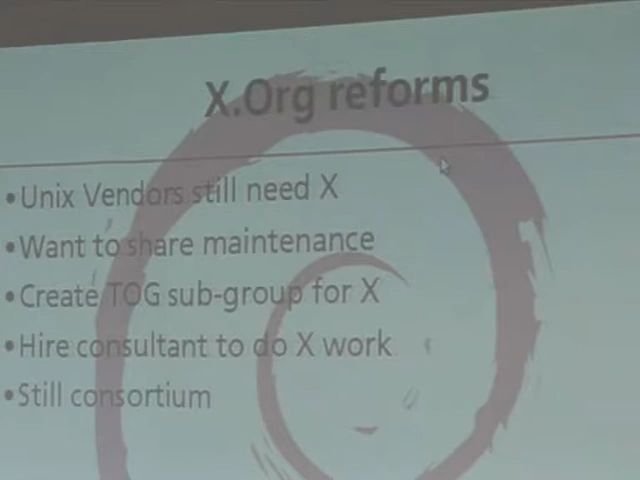 X.Org reforms
•Unix Vendors still need X
•Want to share maintenance
•Create TOG sub-group for X
•Hire consultant to do X work
•Still consortium